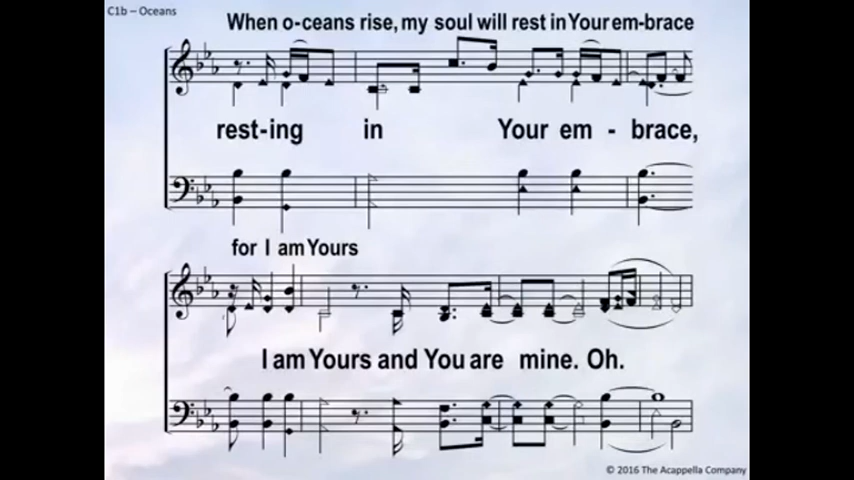 C1b – Oceans
When o-ceans rise, my soul will rest in Your em-brace
rest-ing in Your em - brace,
for I am Yours
I am Yours and You are mine. Oh.
© 2016 The Acappella Company